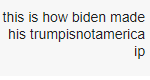 this is how biden made
his trumpisnotamerica
ip